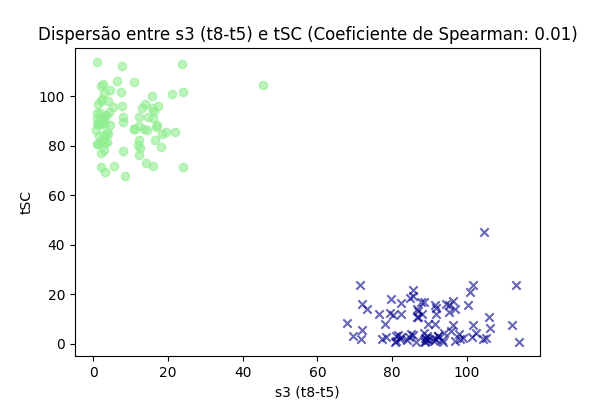 Dispersão entre s3 (t8-t5) e tSC (Coeficiente de Spearman: 0.01)
100
80
60
40
20
0
tSC
0 20 40 60 80 100
s3 (t8-t5)